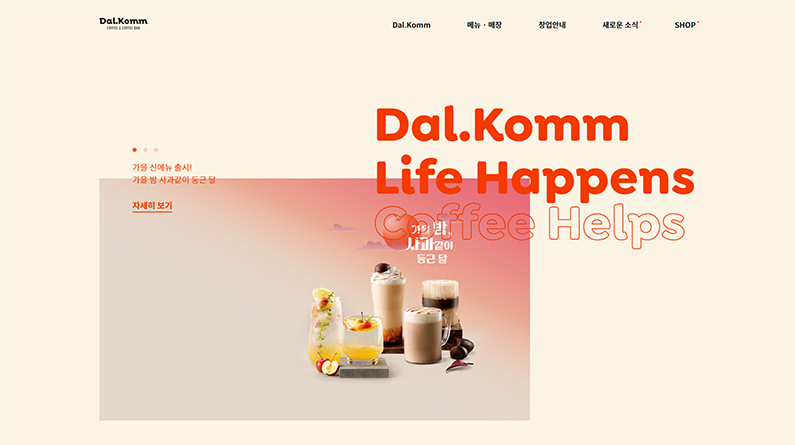 Dal.Komm
COFFEE & COFFEE BAR
Dal.Komm
메뉴 · 매장
창업안내
새로운 소식
SHOP
Dal.Komm
Life Happens
Coffee Helps
가을 신메뉴 출시!
가을 밤 사과같이 둥근 달
자세히 보기
가을 밤,
사과같이
둥근 달